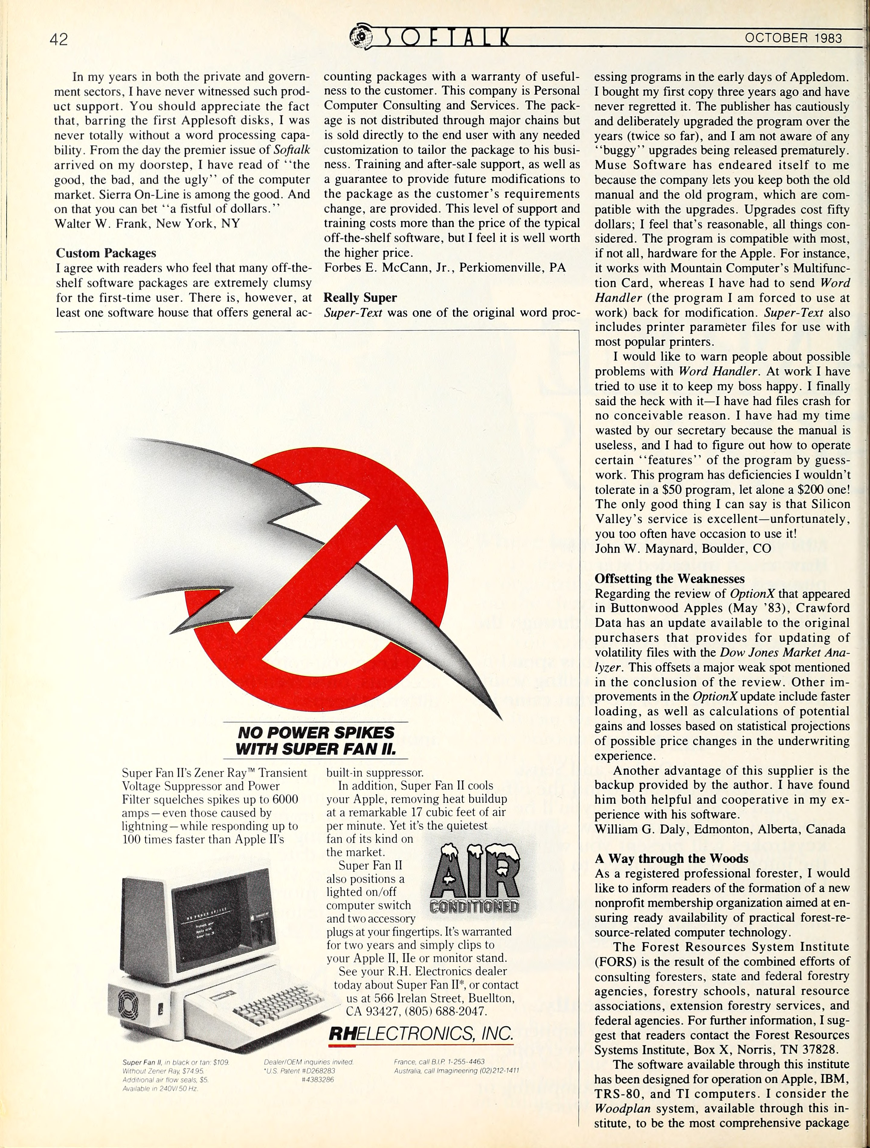 42
SOFTALK
OCTOBER 1983
In my years in both the private and govern-
ment sectors, I have never witnessed such prod-
uct support. You should appreciate the fact
that, barring the first Applesoft disks, I was
never totally without a word processing capa-
bility. From the day the premier issue of Softalk
arrived on my doorstep, I have read of ‘‘the
good, the bad, and the ugly’’ of the computer
market. Sierra On-Line is among the good. And
on that you can bet ‘‘a fistful of dollars.’’
Walter W. Frank, New York, NY
Custom Packages
I agree with readers who feel that many off-the-
shelf software packages are extremely clumsy
for the first-time user. There is, however, at
least one software house that offers general ac-
counting packages with a warranty of useful-
ness to the customer. This company is Personal
Computer Consulting and Services. The pack-
age is not distributed through major chains but
is sold directly to the end user with any needed
customization to tailor the package to his busi-
ness. Training and after-sale support, as well as
a guarantee to provide future modifications to
the package as the customer's requirements
change, are provided. This level of support and
training costs more than the price of the typical
off-the-shelf software, but I feel it is well worth
the higher price.
Forbes E. McCann, Jr., Perkiomenville, PA
Really Super
Super-Text was one of the original word proc-
essing programs in the early days of Appledom.
I bought my first copy three years ago and have
never regretted it. The publisher has cautiously
and deliberately upgraded the program over the
years (twice so far), and I am not aware of any
‘‘buggy’’ upgrades being released prematurely.
Muse Software has endeared itself to me
because the company lets you keep both the old
manual and the old program, which are com-
patible with the upgrades. Upgrades cost fifty
dollars; I feel that's reasonable, all things con-
sidered. The program is compatible with most,
if not all, hardware for the Apple. For instance,
it works with Mountain Computer's Multifunc-
tion Card, whereas I have had to send Word
Handler (the program I am forced to use at
work) back for modification. Super-Text also
includes printer parameter files for use with
most popular printers.
I would like to warn people about possible
problems with Word Handler. At work I have
tried to use it to keep my boss happy. I finally
said the heck with it—I have had files crash for
no conceivable reason. I have had my time
wasted by our secretary because the manual is
useless, and I had to figure out how to operate
certain ‘‘features’’ of the program by guess-
work. This program has deficiencies I wouldn't
tolerate in a $50 program, let alone a $200 one!
The only good thing I can say is that Silicon
Valley's service is excellent—unfortunately,
you too often have occasion to use it!
John W. Maynard, Boulder, CO
Offsetting the Weaknesses
Regarding the review of OptionX that appeared
in Buttonwood Apples (May '83), Crawford
Data has an update available to the original
purchasers that provides for updating of
volatility files with the Dow Jones Market Ana-
lyzer. This offsets a major weak spot mentioned
in the conclusion of the review. Other im-
provements in the OptionX update include faster
loading, as well as calculations of potential
gains and losses based on statistical projections
of possible price changes in the underwriting
experience.
Another advantage of this supplier is the
backup provided by the author. I have found
him both helpful and cooperative in my ex-
perience with his software.
William G. Daly, Edmonton, Alberta, Canada
A Way through the Woods
As a registered professional forester, I would
like to inform readers of the formation of a new
nonprofit membership organization aimed at en-
suring ready availability of practical forest-re-
source-related computer technology.
The Forest Resources System Institute
(FORS) is the result of the combined efforts of
consulting foresters, state and federal forestry
agencies, forestry schools, natural resource
associations, extension forestry services, and
federal agencies. For further information, I sug-
gest that readers contact the Forest Resources
Systems Institute, Box X, Norris, TN 37828.
The software available through this institute
has been designed for operation on Apple, IBM,
TRS-80, and TI computers. I consider the
Woodplan system, available through this in-
stitute, to be the most comprehensive package
NO POWER SPIKES
WITH SUPER FAN II.
Super Fan II's Zener Ray™ Transient
Voltage Suppressor and Power
Filter squelches spikes up to 6000
amps—even those caused by
lightning—while responding up to
100 times faster than Apple II's
built-in suppressor.
In addition, Super Fan II cools
your Apple, removing heat buildup
at a remarkable 17 cubic feet of air
per minute. Yet it's the quietest
fan of its kind on
the market.
Super Fan II
also positions a
lighted on/off
computer switch
and two accessory
plugs at your fingertips. It's warranted
for two years and simply clips to
your Apple II, IIe or monitor stand.
See your R.H. Electronics dealer
today about Super Fan II*, or contact
us at 566 Irelan Street, Buellton,
CA 93427, (805) 688-2047.
AIR
CONDITIONED
RH ELECTRONICS, INC.
Super Fan II, in black or tan: $109.
Without Zener Ray, $74.95.
Additional air flow seals, $5.
Available in 240V/50 Hz.
Dealer/OEM inquiries invited.
*U.S. Patent #D268283
#4383286
France, call B.I.P. 1-255-4463
Australia, call Imagineering (02)212-1411